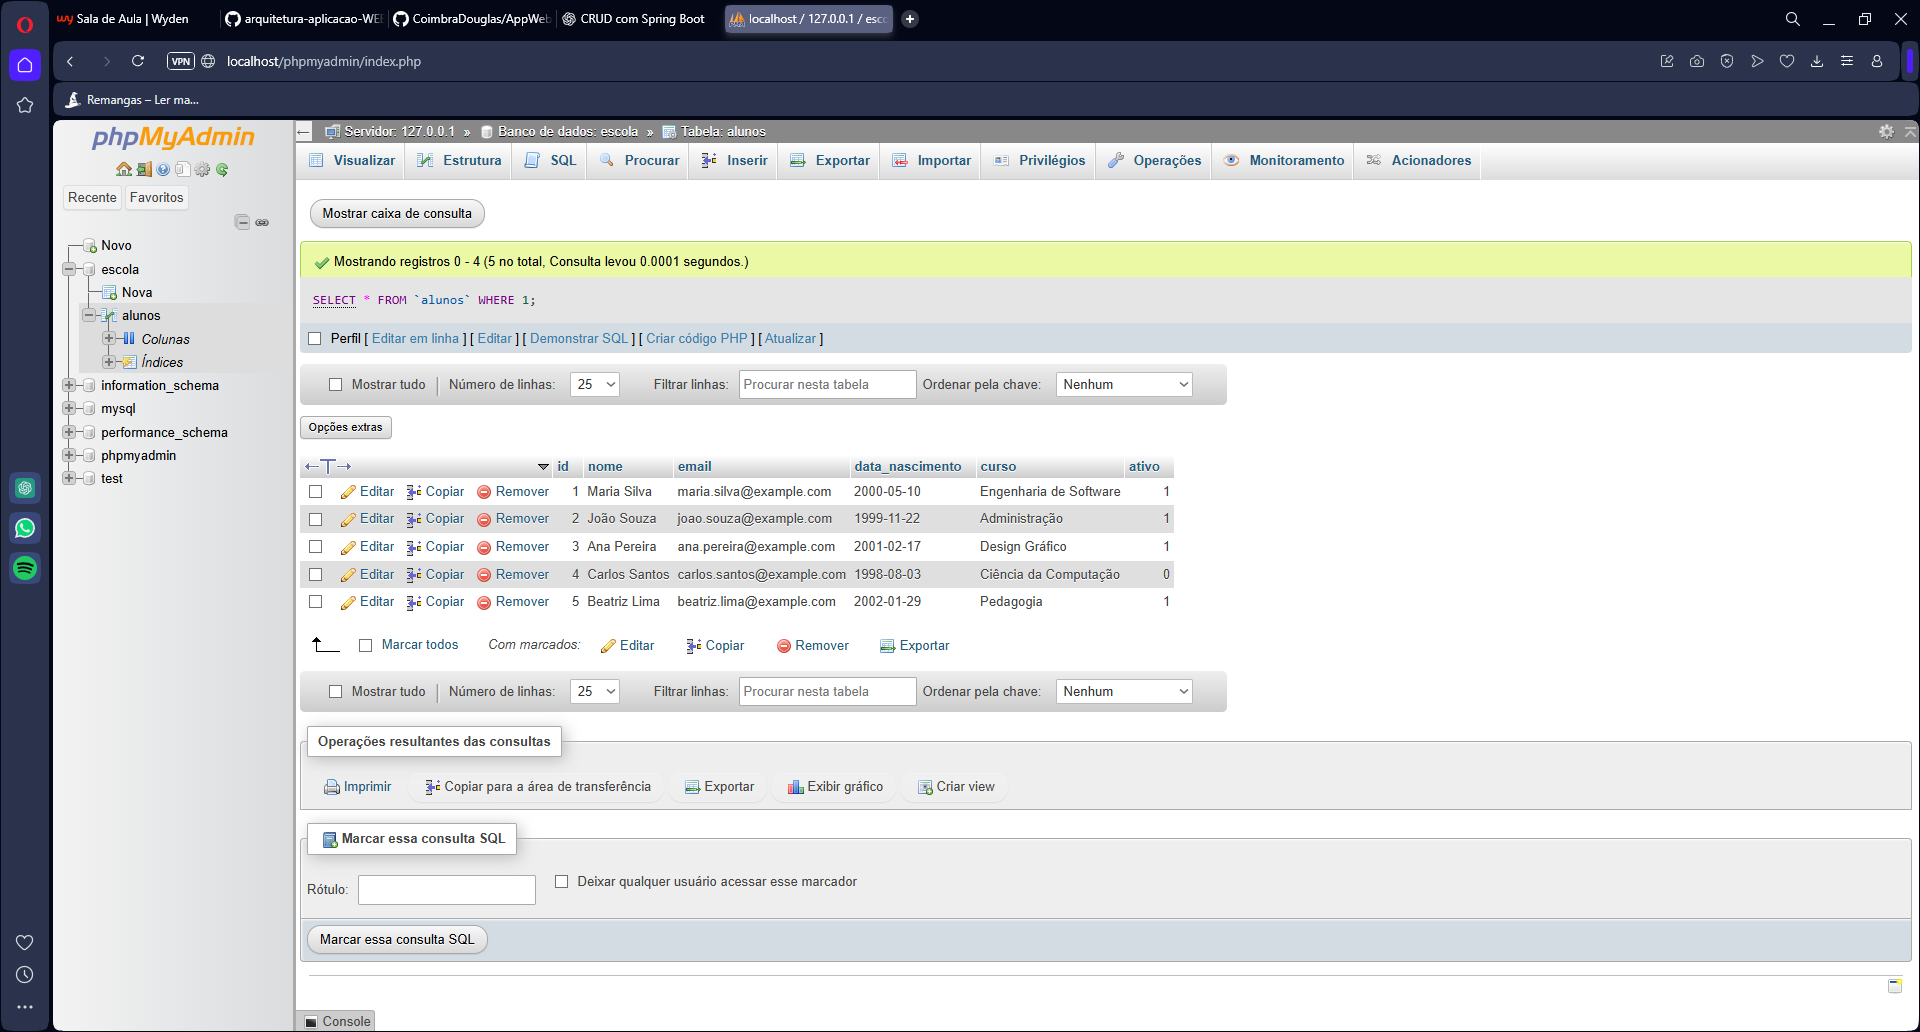 Sala de Aula | Wyden
arquitetura-aplicacao-WEB
CoimbraDouglas/AppWeb
CRUD com Spring Boot
localhost / 127.0.0.1 / esco
VPN
localhost/phpmyadmin/index.php
Remangas – Ler ma...
phpMyAdmin
Recente
Favoritos
Novo
escola
Nova
alunos
Colunas
Índices
information_schema
mysql
performance_schema
phpmyadmin
test
Servidor: 127.0.0.1 » Banco de dados: escola » Tabela: alunos
Visualizar Estrutura SQL Procurar Inserir Exportar Importar Privilégios Operações Monitoramento Acionadores
Mostrar caixa de consulta
Mostrando registros 0 - 4 (5 no total, Consulta levou 0.0001 segundos.)
SELECT * FROM `alunos` WHERE 1;
Perfil [ Editar em linha ] [ Editar ] [ Demonstrar SQL ] [ Criar código PHP ] [ Atualizar ]
Mostrar tudo | Número de linhas: 25 Filtrar linhas: Procurar nesta tabela Ordenar pela chave: Nenhum
Opções extras
id nome email data_nascimento curso ativo
Editar Copiar Remover 1 Maria Silva maria.silva@example.com 2000-05-10 Engenharia de Software 1
Editar Copiar Remover 2 João Souza joao.souza@example.com 1999-11-22 Administração 1
Editar Copiar Remover 3 Ana Pereira ana.pereira@example.com 2001-02-17 Design Gráfico 1
Editar Copiar Remover 4 Carlos Santos carlos.santos@example.com 1998-08-03 Ciência da Computação 0
Editar Copiar Remover 5 Beatriz Lima beatriz.lima@example.com 2002-01-29 Pedagogia 1
Marcar todos Com marcados: Editar Copiar Remover Exportar
Mostrar tudo | Número de linhas: 25 Filtrar linhas: Procurar nesta tabela Ordenar pela chave: Nenhum
Operações resultantes das consultas
Imprimir Copiar para a área de transferência Exportar Exibir gráfico Criar view
Marcar essa consulta SQL
Rótulo: Deixar qualquer usuário acessar esse marcador
Marcar essa consulta SQL
Console